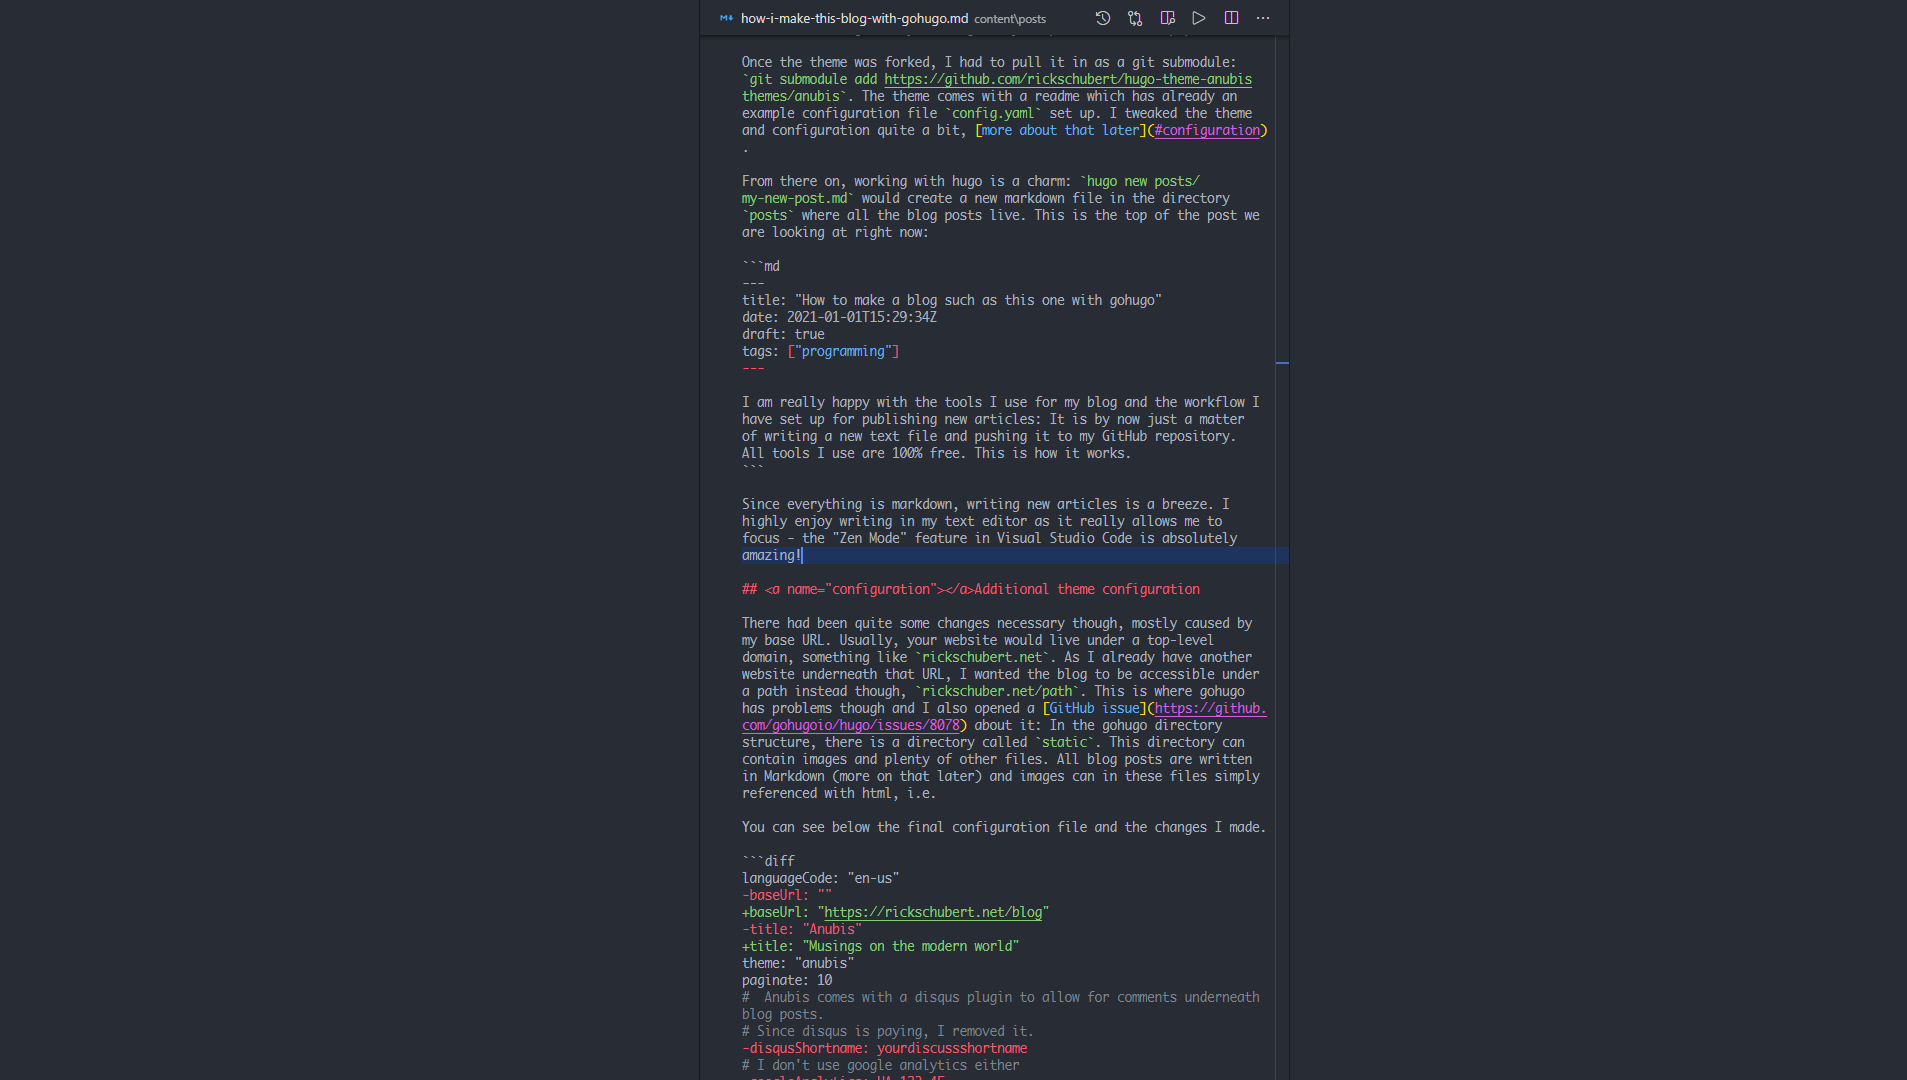 how-i-make-this-blog-with-gohugo.md content\posts
Once the theme was forked, I had to pull it in as a git submodule:
`git submodule add https://github.com/rickschubert/hugo-theme-anubis
themes/anubis`. The theme comes with a readme which has already an
example configuration file `config.yaml` set up. I tweaked the theme
and configuration quite a bit, [more about that later](#configuration)
.
From there on, working with hugo is a charm: `hugo new posts/
my-new-post.md` would create a new markdown file in the directory
`posts` where all the blog posts live. This is the top of the post we
are looking at right now:
```md
---
title: "How to make a blog such as this one with gohugo"
date: 2021-01-01T15:29:34Z
draft: true
tags: ["programming"]
---
I am really happy with the tools I use for my blog and the workflow I
have set up for publishing new articles: It is by now just a matter
of writing a new text file and pushing it to my GitHub repository.
All tools I use are 100% free. This is how it works.
```
Since everything is markdown, writing new articles is a breeze. I
highly enjoy writing in my text editor as it really allows me to
focus - the "Zen Mode" feature in Visual Studio Code is absolutely
amazing!
## <a name="configuration"></a>Additional theme configuration
There had been quite some changes necessary though, mostly caused by
my base URL. Usually, your website would live under a top-level
domain, something like `rickschubert.net`. As I already have another
website underneath that URL, I wanted the blog to be accessible under
a path instead though, `rickschuber.net/path`. This is where gohugo
has problems though and I also opened a [GitHub issue](https://github.
com/gohugoio/hugo/issues/8078) about it: In the gohugo directory
structure, there is a directory called `static`. This directory can
contain images and plenty of other files. All blog posts are written
in Markdown (more on that later) and images can in these files simply
referenced with html, i.e.
You can see below the final configuration file and the changes I made.
```diff
languageCode: "en-us"
-baseUrl: ""
+baseUrl: "https://rickschubert.net/blog"
-title: "Anubis"
+title: "Musings on the modern world"
theme: "anubis"
paginate: 10
#  Anubis comes with a disqus plugin to allow for comments underneath
blog posts.
# Since disqus is paying, I removed it.
-disqusShortname: yourdiscussshortname
# I don't use google analytics either